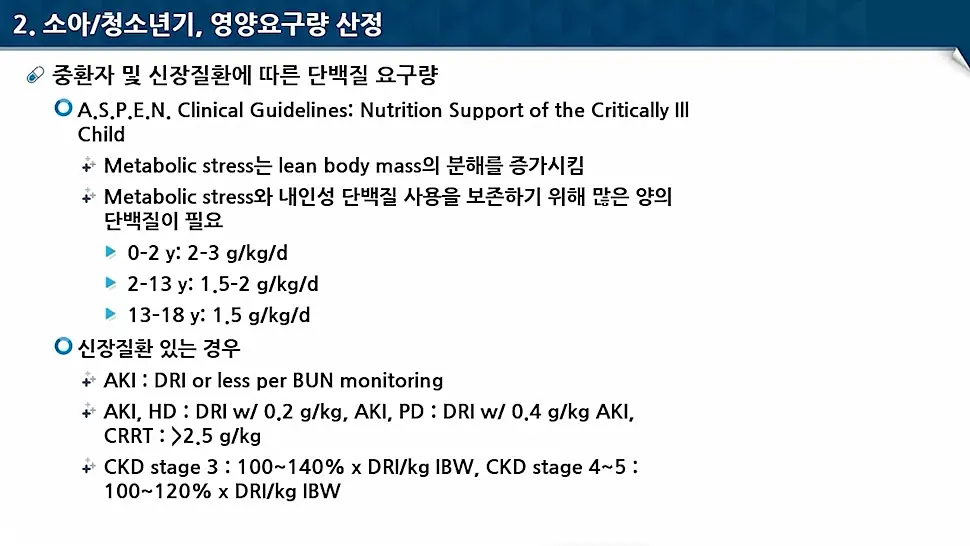 2. 소아/청소년기, 영양요구량 산정
중환자 및 신장질환에 따른 단백질 요구량
A.S.P.E.N. Clinical Guidelines: Nutrition Support of the Critically Ill
Child
Metabolic stress는 lean body mass의 분해를 증가시킴
Metabolic stress와 내인성 단백질 사용을 보존하기 위해 많은 양의
단백질이 필요
0-2 y: 2-3 g/kg/d
2-13 y: 1.5-2 g/kg/d
13-18 y: 1.5 g/kg/d
신장질환 있는 경우
AKI : DRI or less per BUN monitoring
AKI, HD : DRI w/ 0.2 g/kg, AKI, PD : DRI w/ 0.4 g/kg AKI,
CRRT : >2.5 g/kg
CKD stage 3 : 100~140% x DRI/kg IBW, CKD stage 4~5 :
100~120% x DRI/kg IBW